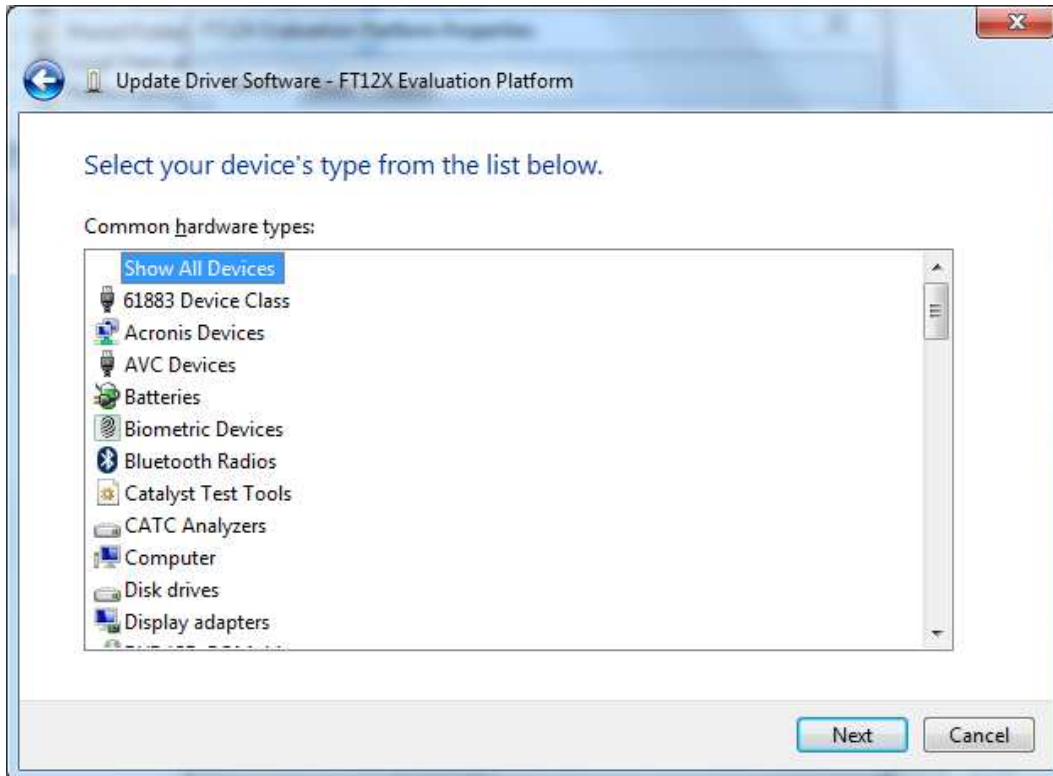 Update Driver Software - FT12X Evaluation Platform
Select your device's type from the list below.
Common hardware types:
Show All Devices
61883 Device Class
Acronis Devices
AVC Devices
Batteries
Biometric Devices
Bluetooth Radios
Catalyst Test Tools
CATC Analyzers
Computer
Disk drives
Display adapters
Next Cancel